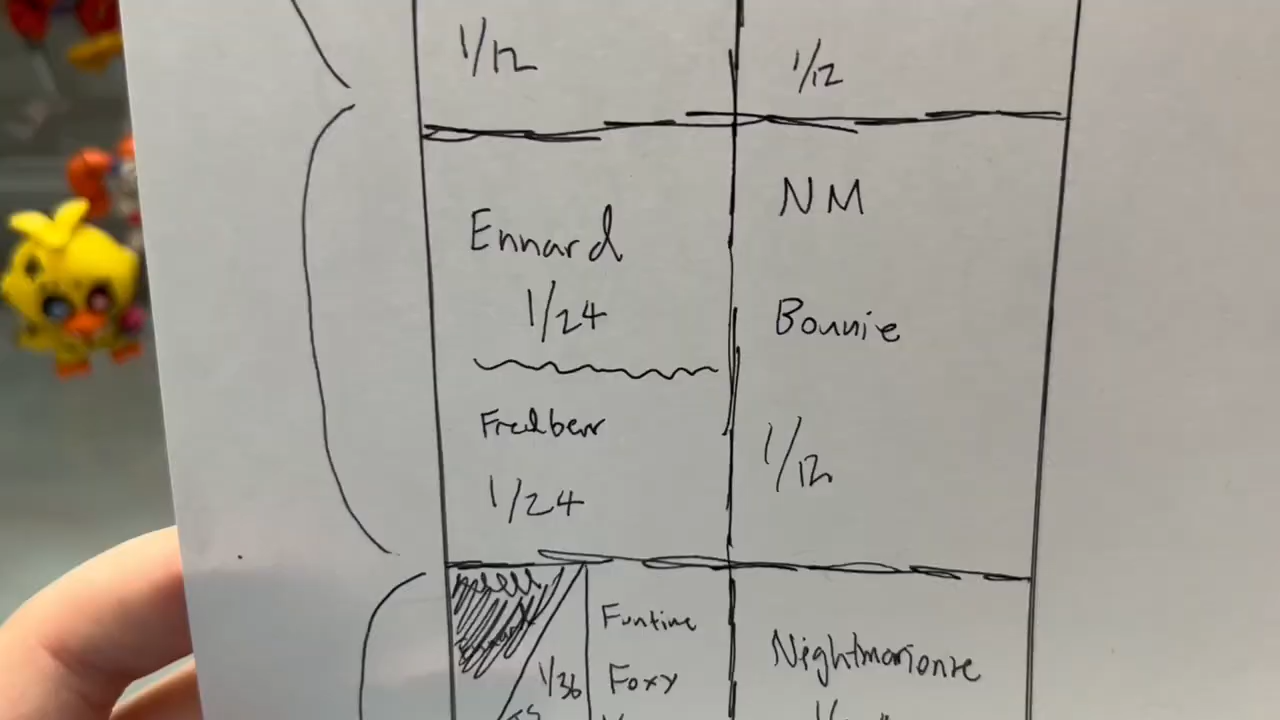 1/12
1/12
Ennard
1/24
Fredbear
1/24
NM
Bonnie
1/12
1/36
Funtime
Foxy
Nightmarionne